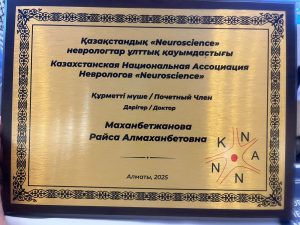 Қазақстандық «Neuroscience»
неврологтар ұлттық қауымдастығы
Казахстанская Национальная Ассоциация
Неврологов «Neuroscience»
Құрметті мүше / Почетный Член
Дәрігер / Доктор
Маханбетжанова
Райса Алмаханбетовна
Алматы, 2025
K N
N A
N